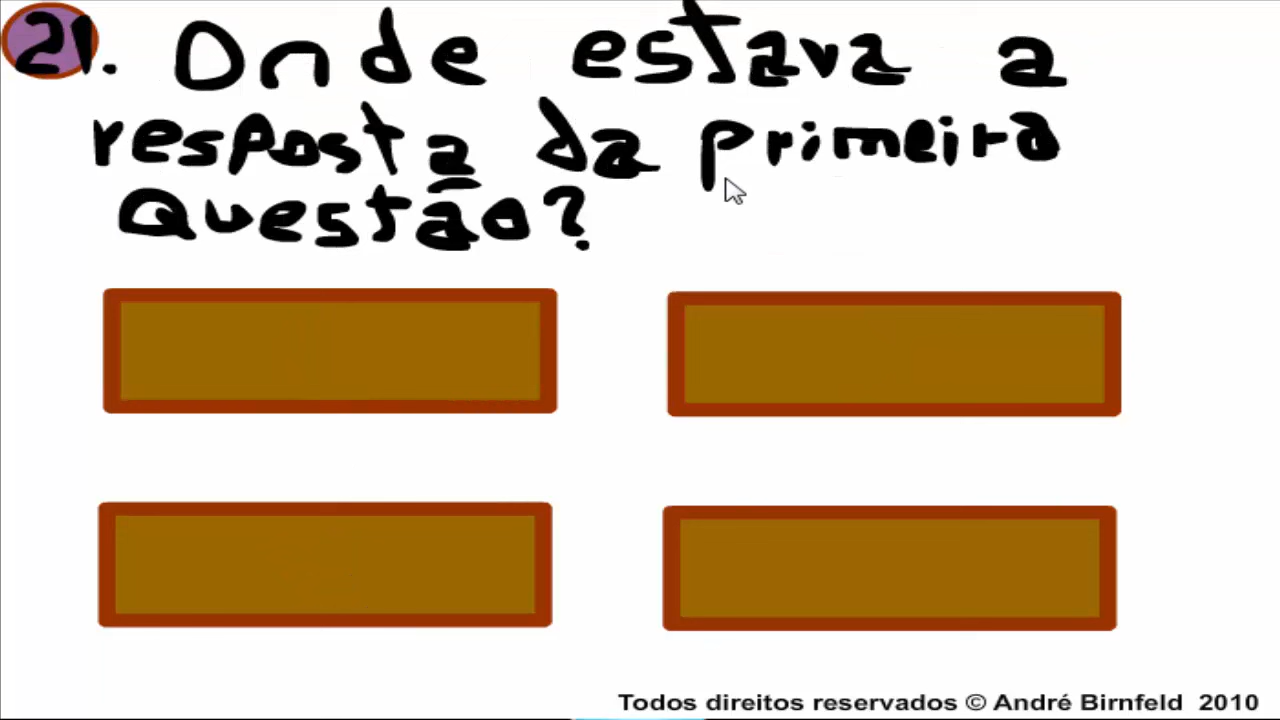 21. Onde estava a
resposta da primeira
questão?
Todos direitos reservados © André Birnfeld 2010